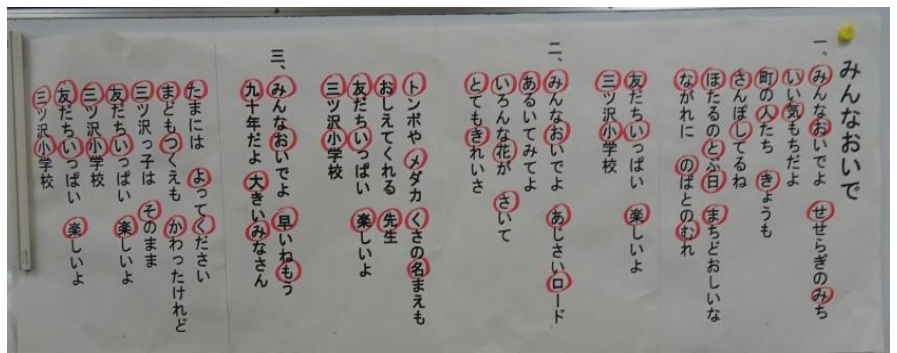 みんなおいで
一、みんなおいでよ　せせらぎのみち
いい気もちだよ
町の人たち　きょうも
さんぽしてるね
ほたるのとぶ日　まちどおしいな
ながれに　のばとのむれ
友だちいっぱい　楽しいよ
三ツ沢小学校
二、みんなおいでよ　あじさいロード
あるいてみてよ
いろんな花が　さいて
とてもきれいさ
トンボや　メダカ　くさの名まえも
おしえてくれる　先生
友だちいっぱい　楽しいよ
三ツ沢小学校
三、みんなおいでよ　早いねもう
九十年だよ　大きいみなさん
たまには　よってください
まどもつくえも　かわったけれど
三ツ沢っ子は　そのまま
友だちいっぱい　楽しいよ
三ツ沢小学校
友だちいっぱい　楽しいよ
三ツ沢小学校